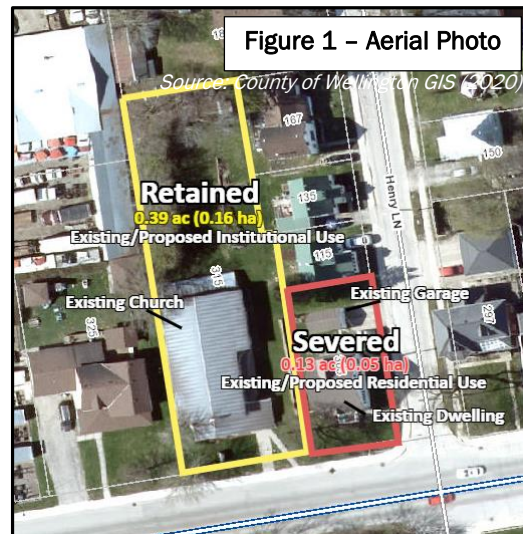 Figure 1 – Aerial Photo
Source: County of Wellington GIS (2020)
167
150
Henry LN
Retained
0.39 ac (0.16 ha)
Existing/Proposed Institutional Use
135
115
315
Existing Church
Existing Garage
297
325
Severed
0.13 ac (0.05 ha)
Existing/Proposed Residential Use
Existing Dwelling